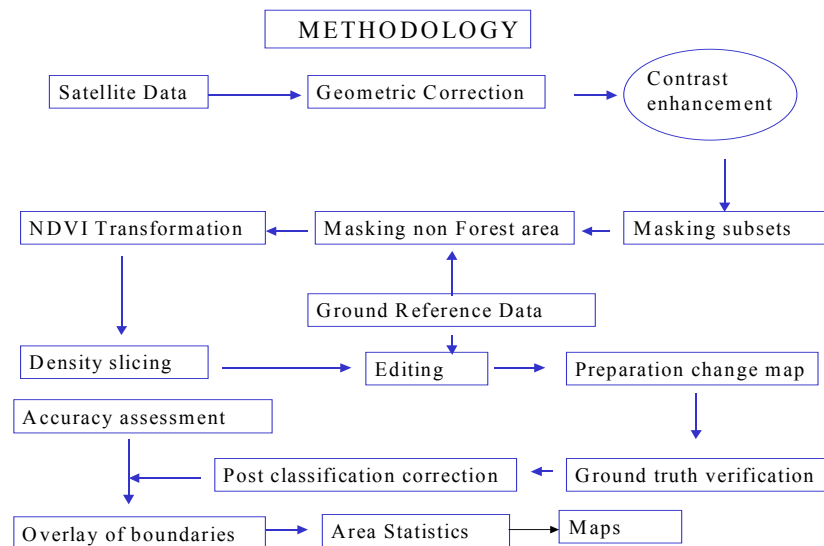 METHODOLOGY
Satellite Data
Geometric Correction
Contrast
enhancement
NDVI Transformation
Masking non Forest area
Masking subsets
Ground Reference Data
Density slicing
Editing
Preparation change map
Accuracy assessment
Post classification correction
Ground truth verification
Overlay of boundaries
Area Statistics
Maps